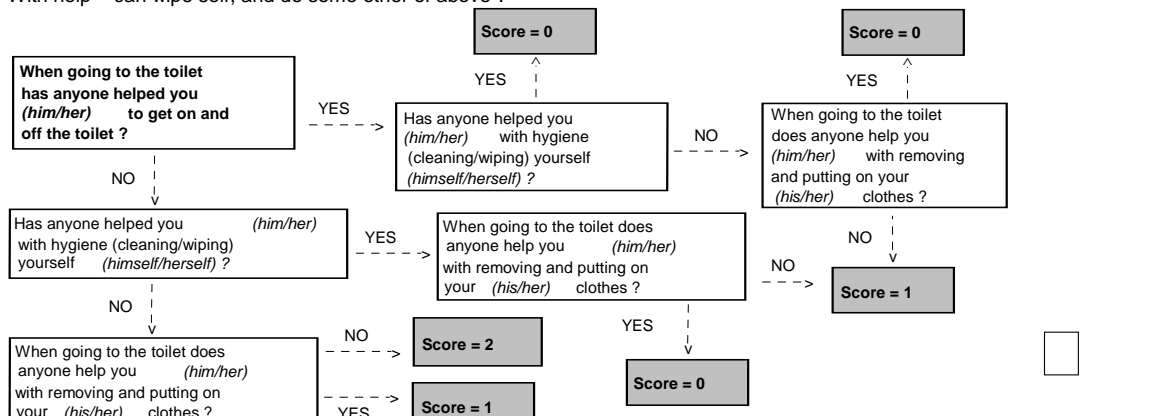 With help = can wipe self, and do some other of above ?
Score = 0
Score = 0
When going to the toilet
has anyone helped you
(him/her) to get on and
off the toilet ?
YES
YES
YES
Has anyone helped you
(him/her) with hygiene
(cleaning/wiping) yourself
(himself/herself) ?
NO
When going to the toilet
does anyone help you
(him/her) with removing
and putting on your
(his/her) clothes ?
NO
Has anyone helped you (him/her)
with hygiene (cleaning/wiping)
yourself (himself/herself) ?
YES
When going to the toilet does
anyone help you (him/her)
with removing and putting on
your (his/her) clothes ?
NO
NO
Score = 1
NO
YES
Score = 0
When going to the toilet does
anyone help you (him/her)
with removing and putting on
your (his/her) clothes ?
NO
Score = 2
YES
Score = 1